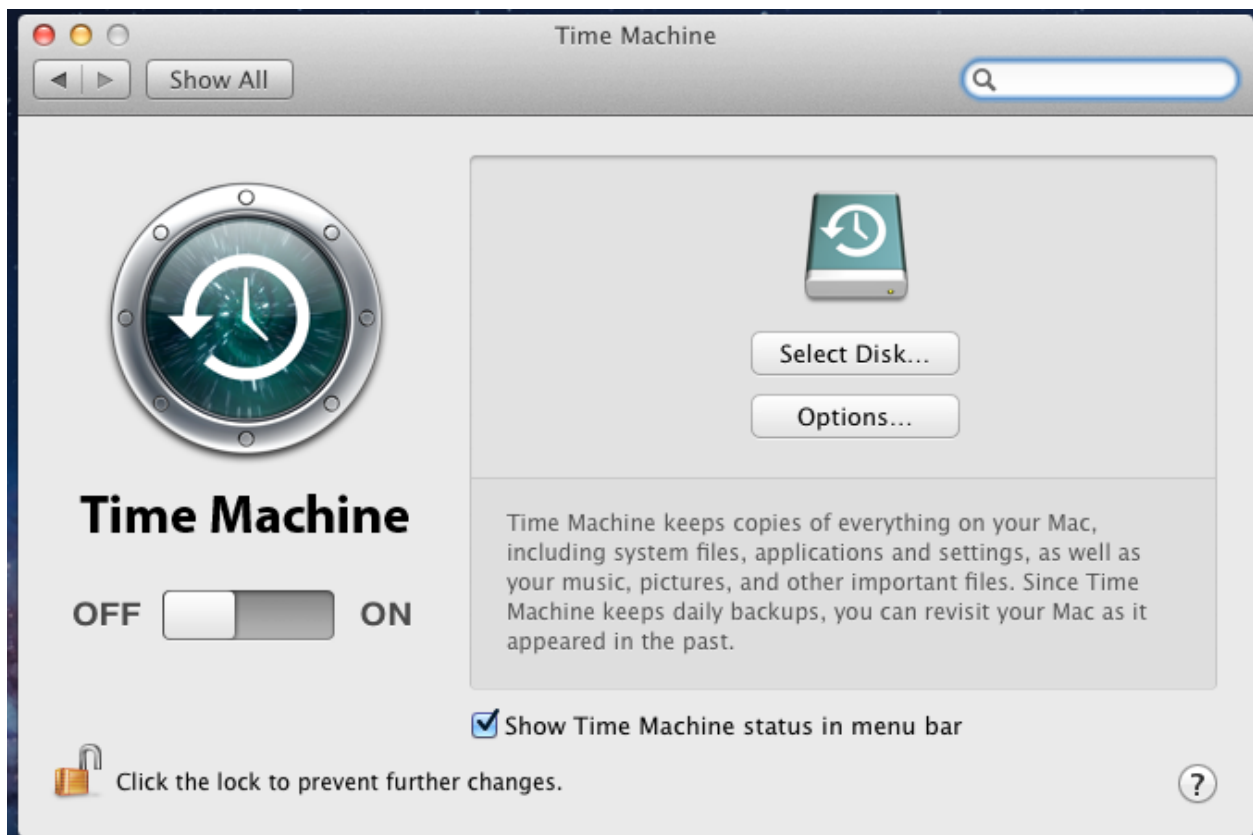 Time Machine
Show All
Select Disk...
Options...
Time Machine
Time Machine keeps copies of everything on your Mac,
including system files, applications and settings, as well as
your music, pictures, and other important files. Since Time
Machine keeps daily backups, you can revisit your Mac as it
appeared in the past.
OFF ON
Show Time Machine status in menu bar
Click the lock to prevent further changes.
?